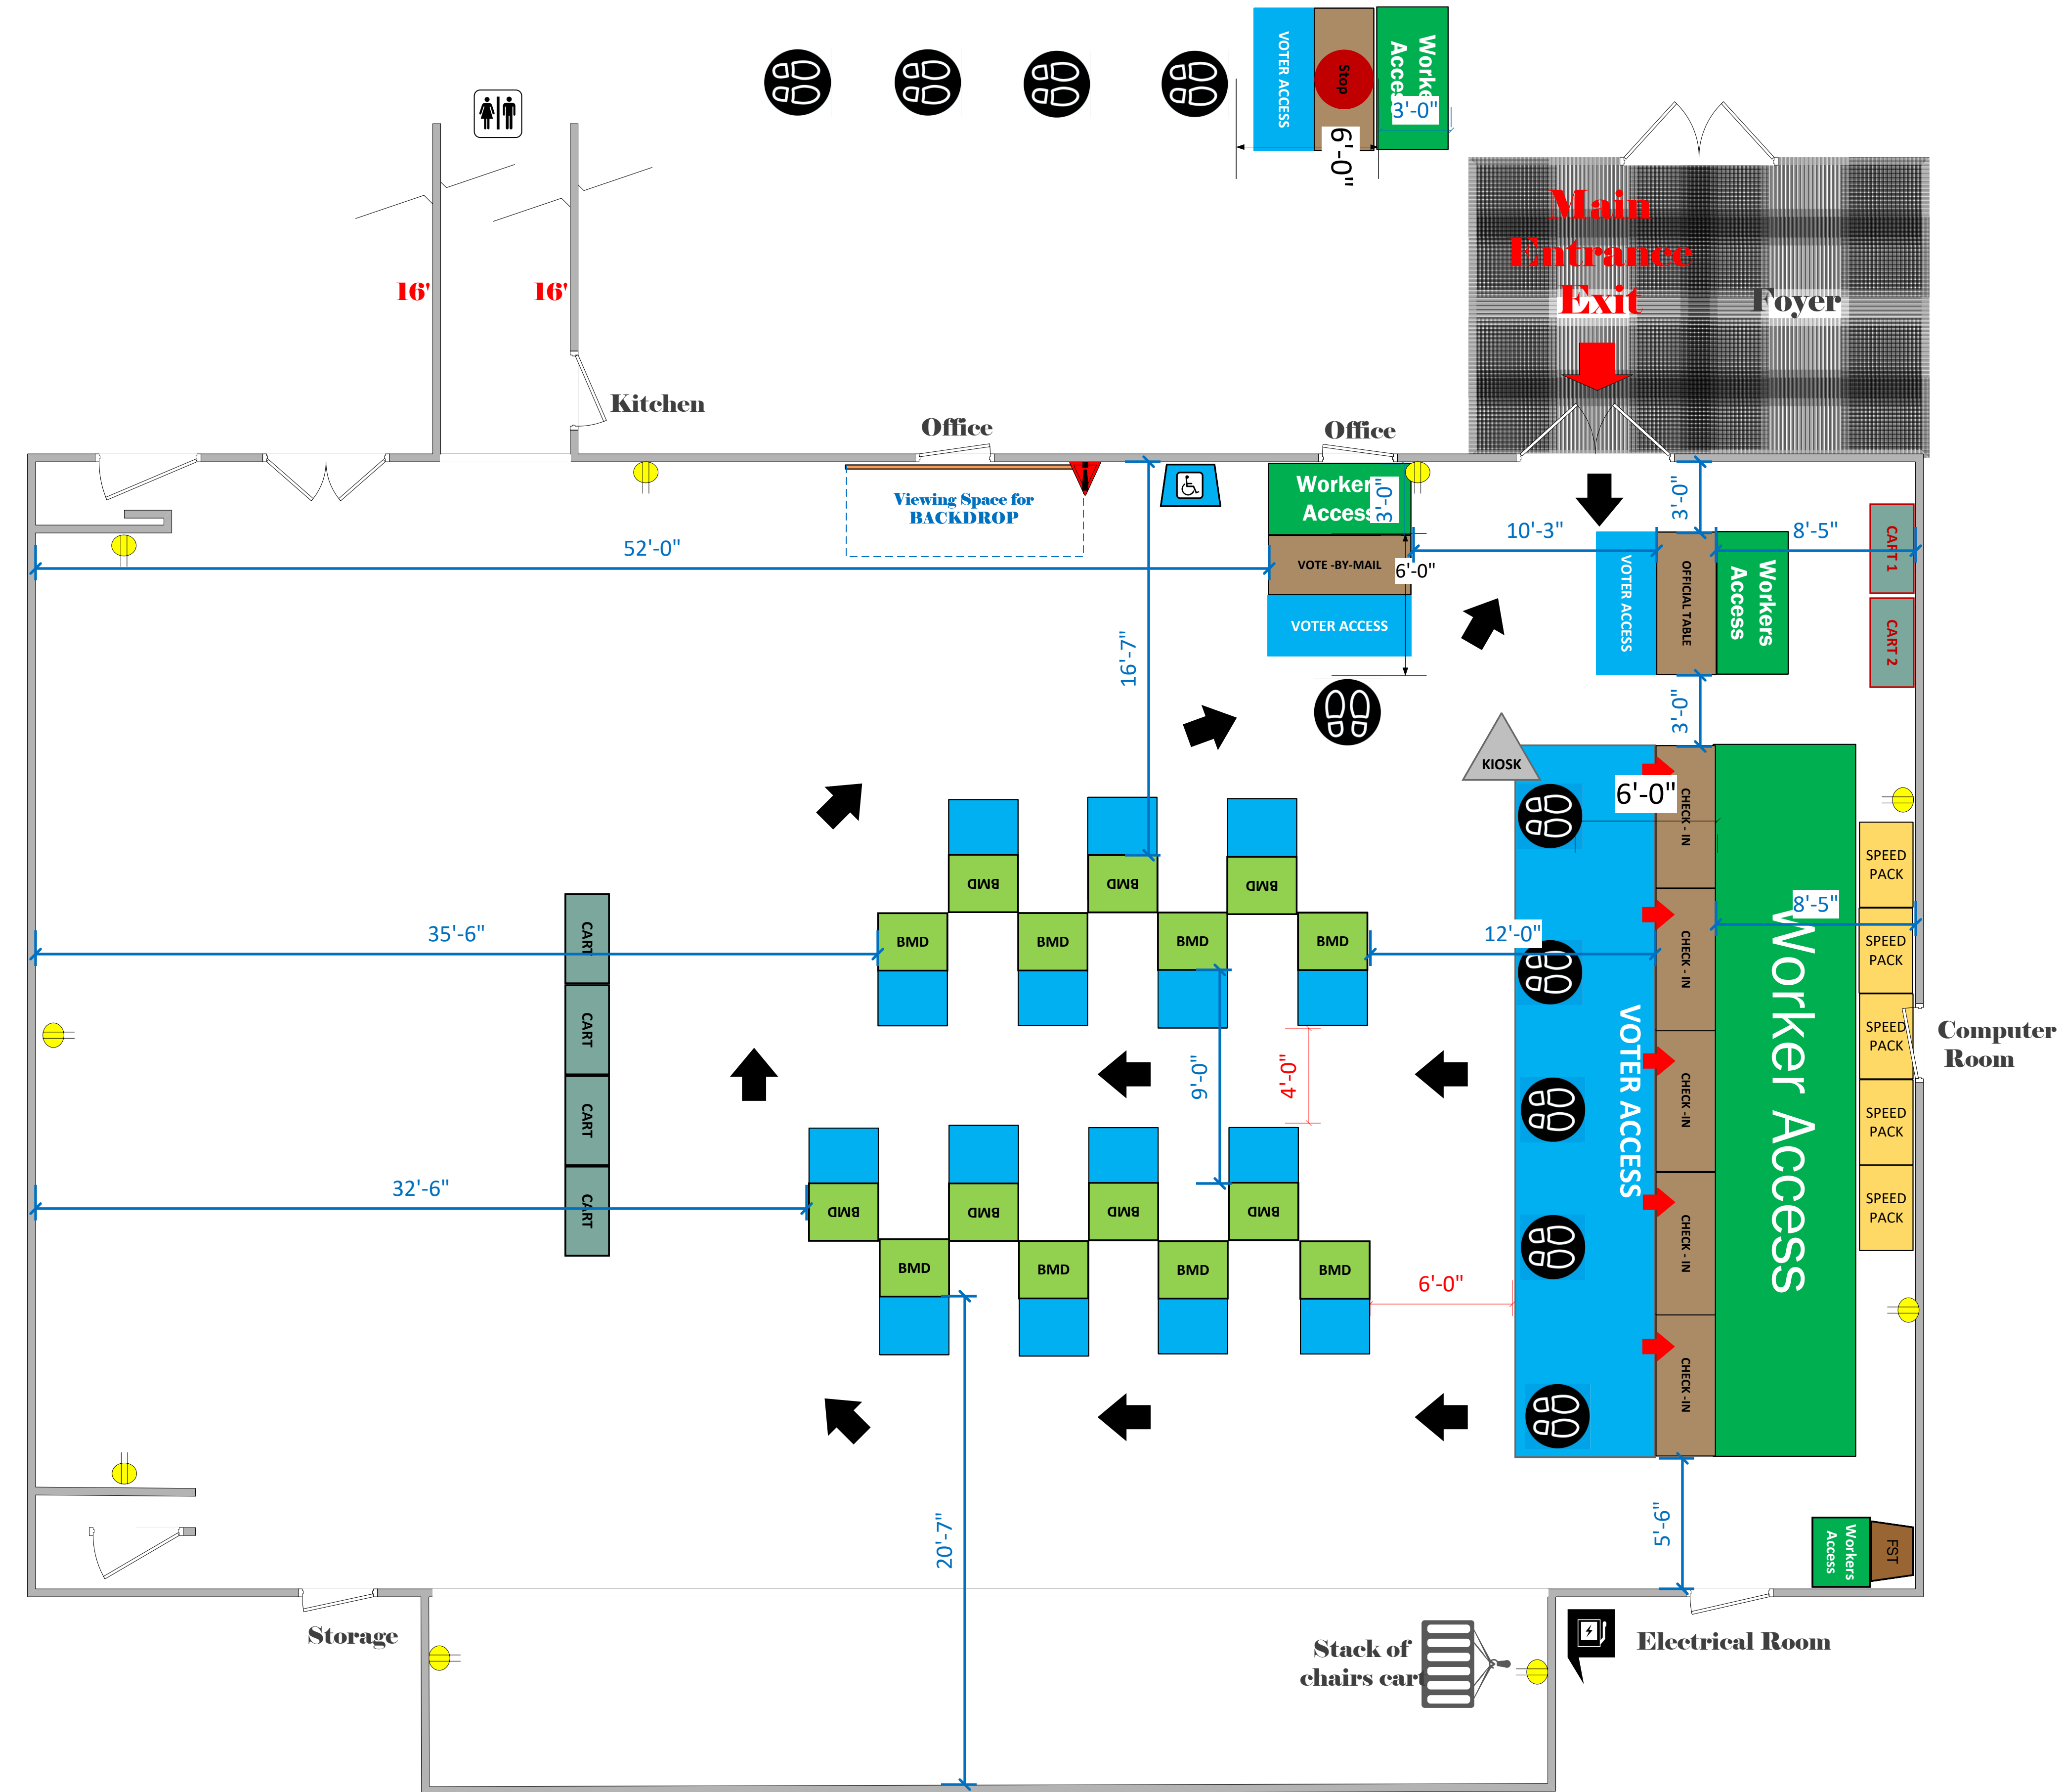 VOTER ACCESS
Stop
Worke
Access
3'-0"
6'-0"
Main
Entrance
Exit
Foyer
16'
16'
Kitchen
Office
Office
Viewing Space for
BACKDROP
Worker
Access
3'-0"
VOTE -BY-MAIL
6'-0"
VOTER ACCESS
52'-0"
16'-7"
10'-3"
3'-0"
8'-5"
VOTER ACCESS
OFFICIAL TABLE
Workers
Access
CART 1
CART 2
3'-0"
KIOSK
6'-0"
CHECK - IN
CHECK - IN
CHECK -IN
CHECK - IN
CHECK -IN
VOTER ACCESS
Worker Access
8'-5"
SPEED
PACK
SPEED
PACK
SPEED
PACK
SPEED
PACK
SPEED
PACK
Computer
Room
BMD
BMD
BMD
BMD
BMD
BMD
BMD
35'-6"
12'-0"
CART
CART
CART
CART
9'-0"
4'-0"
32'-6"
BMD
BMD
BMD
BMD
BMD
BMD
BMD
BMD
6'-0"
20'-7"
5'-6"
Workers
Access
FST
Storage
Stack of
chairs cart
Electrical Room